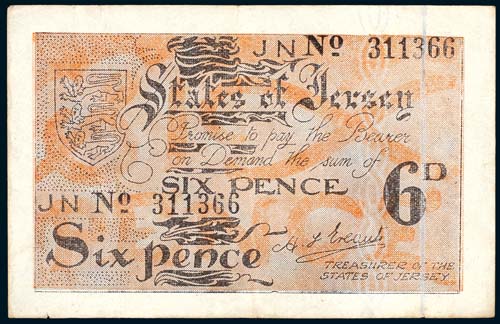 JN Nº 311366
States of Jersey
Promise to pay the Bearer
on Demand the sum of
SIX PENCE
6D
JN Nº 311366
Six pence
TREASURER OF THE
STATES OF JERSEY.